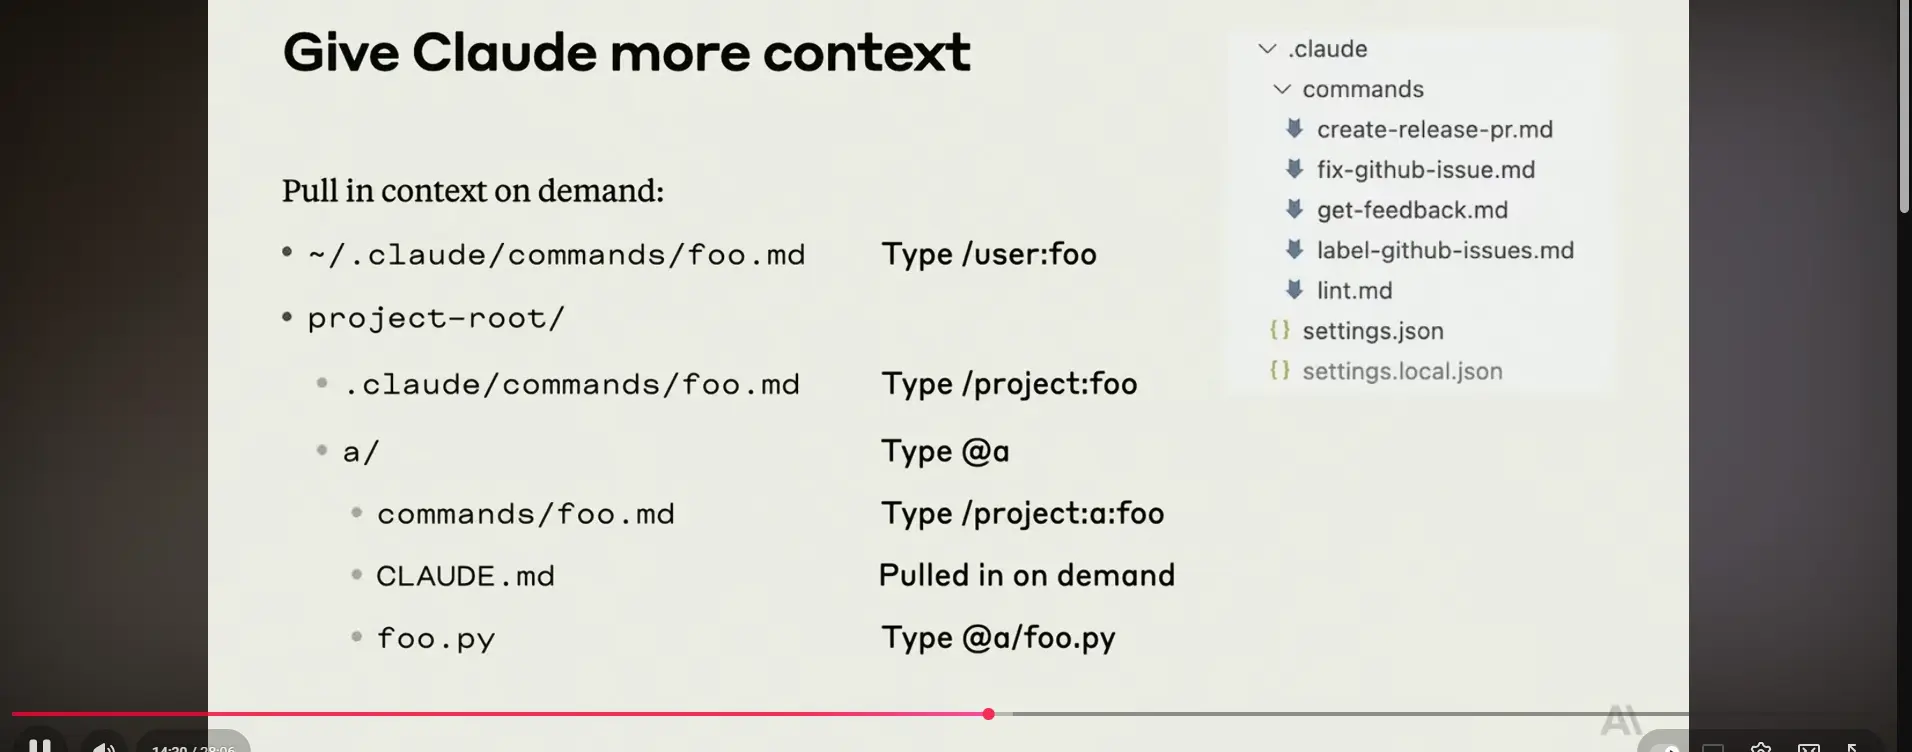 Give Claude more context
Pull in context on demand:
• ~/.claude/commands/foo.md Type /user:foo
• project-root/
• .claude/commands/foo.md Type /project:foo
• a/ Type @a
• commands/foo.md Type /project:a:foo
• CLAUDE.md Pulled in on demand
• foo.py Type @a/foo.py
.claude
commands
create-release-pr.md
fix-github-issue.md
get-feedback.md
label-github-issues.md
lint.md
{} settings.json
{} settings.local.json
A\
14:20 / 28:06